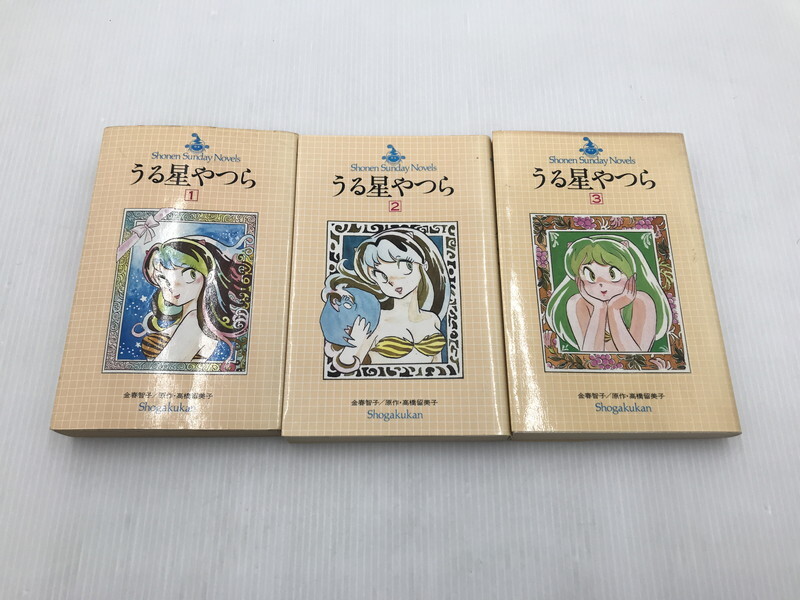 Shonen Sunday Novels
うる星やつら
1
金春智子/原作・高橋留美子
Shogakukan
Shonen Sunday Novels
うる星やつら
2
金春智子/原作・高橋留美子
Shogakukan
Shonen Sunday Novels
うる星やつら
3
金春智子/原作・高橋留美子
Shogakukan